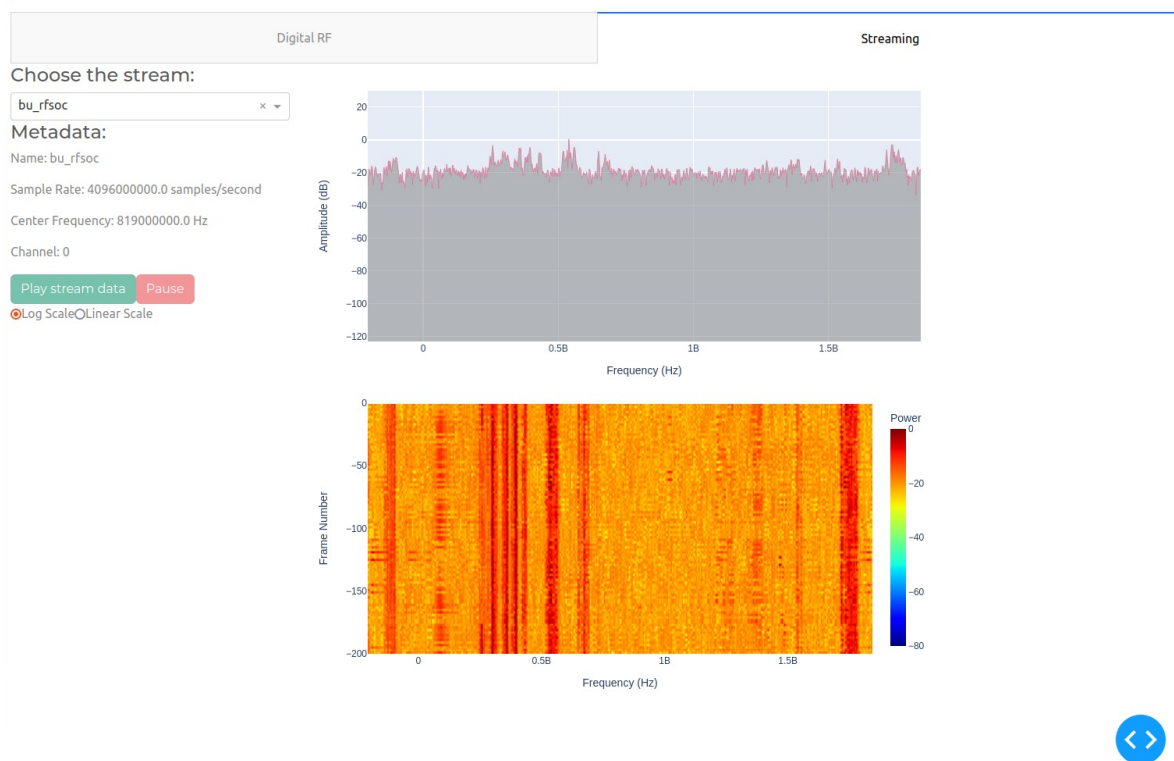 Digital RF
Streaming
Choose the stream:
bu_rfsoc
×
Metadata:
Name: bu_rfsoc
Sample Rate: 4096000000.0 samples/second
Center Frequency: 819000000.0 Hz
Channel: 0
Play stream data
Pause
Log Scale
Linear Scale
20
0
−20
−40
−60
−80
−100
−120
Amplitude (dB)
0
0.5B
1B
1.5B
Frequency (Hz)
0
−50
−100
−150
−200
Frame Number
0
0.5B
1B
1.5B
Frequency (Hz)
Power
0
−20
−40
−60
−80